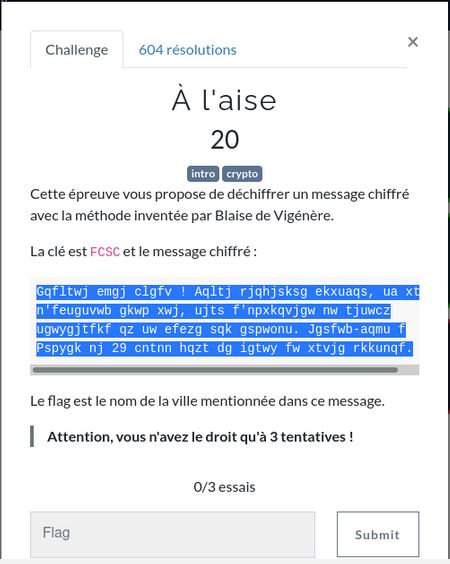 Challenge
604 résolutions
×
À l'aise
20
intro crypto
Cette épreuve vous propose de déchiffrer un message chiffré
avec la méthode inventée par Blaise de Vigénère.
La clé est FCSC et le message chiffré :
Gqfltwj emgj clgfv ! Aqltj rjqhjsksg ekxuaqs, ua xt
n'feuguvwb gkwp xwj, ujts f'npxkqvjgw nw tjuwcz
ugwygjtfkf qz uw efezg sqk gspwonu. Jgsfwb-aqmu f
Pspygk nj 29 cntnn hqzt dg igtwy fw xtvjg rkkunqf.
Le flag est le nom de la ville mentionnée dans ce message.
Attention, vous n'avez le droit qu'à 3 tentatives !
0/3 essais
Flag
Submit